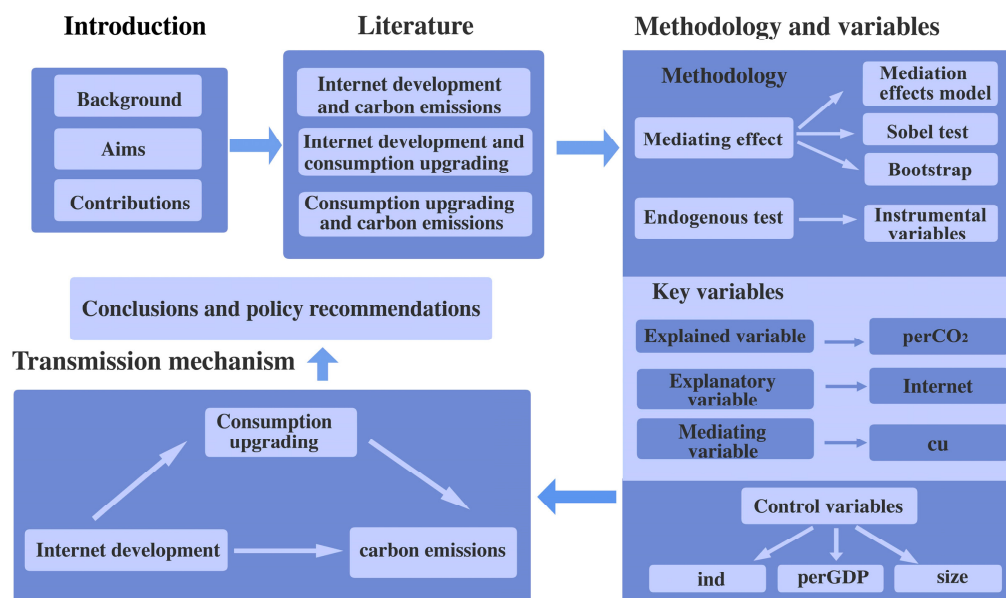 Introduction
Background
Aims
Contributions
Literature
Internet development
and carbon emissions
Internet development and
consumption upgrading
Consumption upgrading
and carbon emissions
Methodology and variables
Methodology
Mediating effect
Mediation
effects model
Sobel test
Bootstrap
Endogenous test
Instrumental
variables
Key variables
Explained variable
perCO₂
Explanatory
variable
Internet
Mediating
variable
cu
Control variables
ind
perGDP
size
Transmission mechanism
Consumption
upgrading
Internet development
carbon emissions
Conclusions and policy recommendations